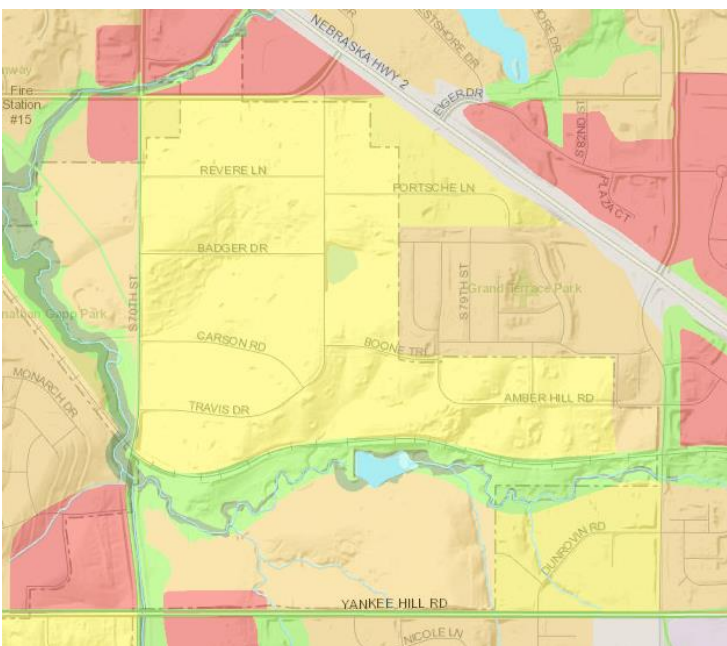 NEBRASKA HWY 2
Fire
Station
#15
EIGER DR
S 82ND ST
PLAZA CT
REVERE LN
PORTSCHE LN
BADGER DR
S 70TH ST
S 79TH ST
Grand Terrace Park
CARSON RD
BOONE TRL
MONARCH DR
TRAVIS DR
AMBER HILL RD
DUNROVIN RD
YANKEE HILL RD
NICOLE LN